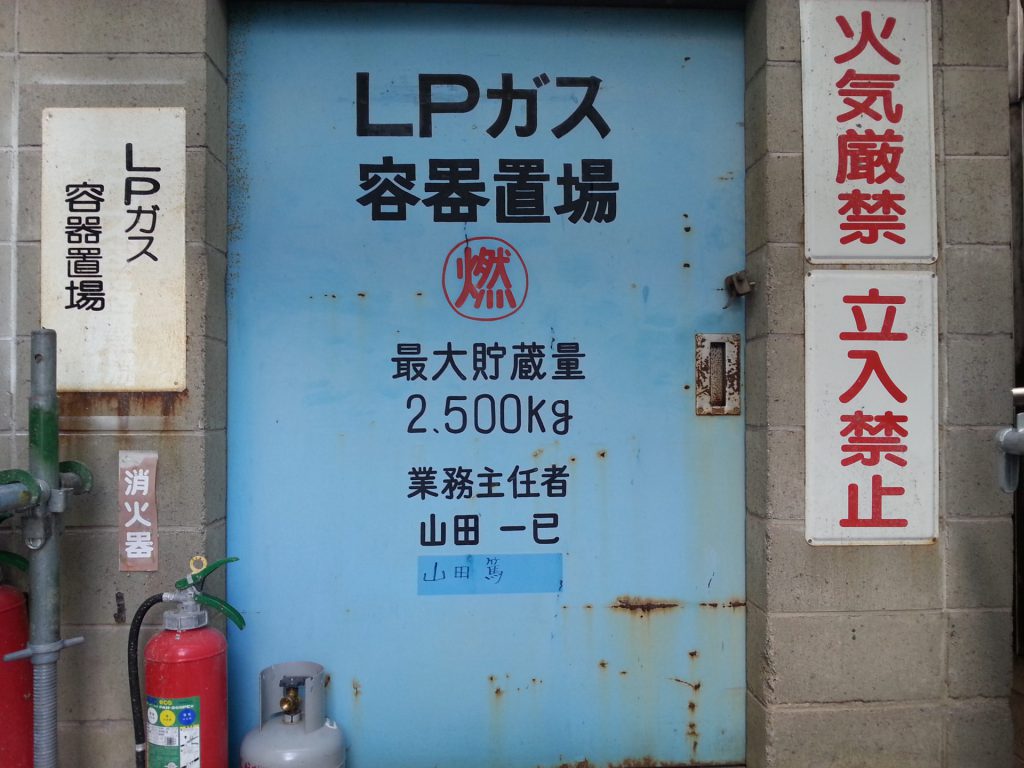 LPガス
容器置場
消火器
LPガス
容器置場
燃
最大貯蔵量
2.500Kg
業務主任者
山田 一已
山田 篤
火気厳禁
立入禁止